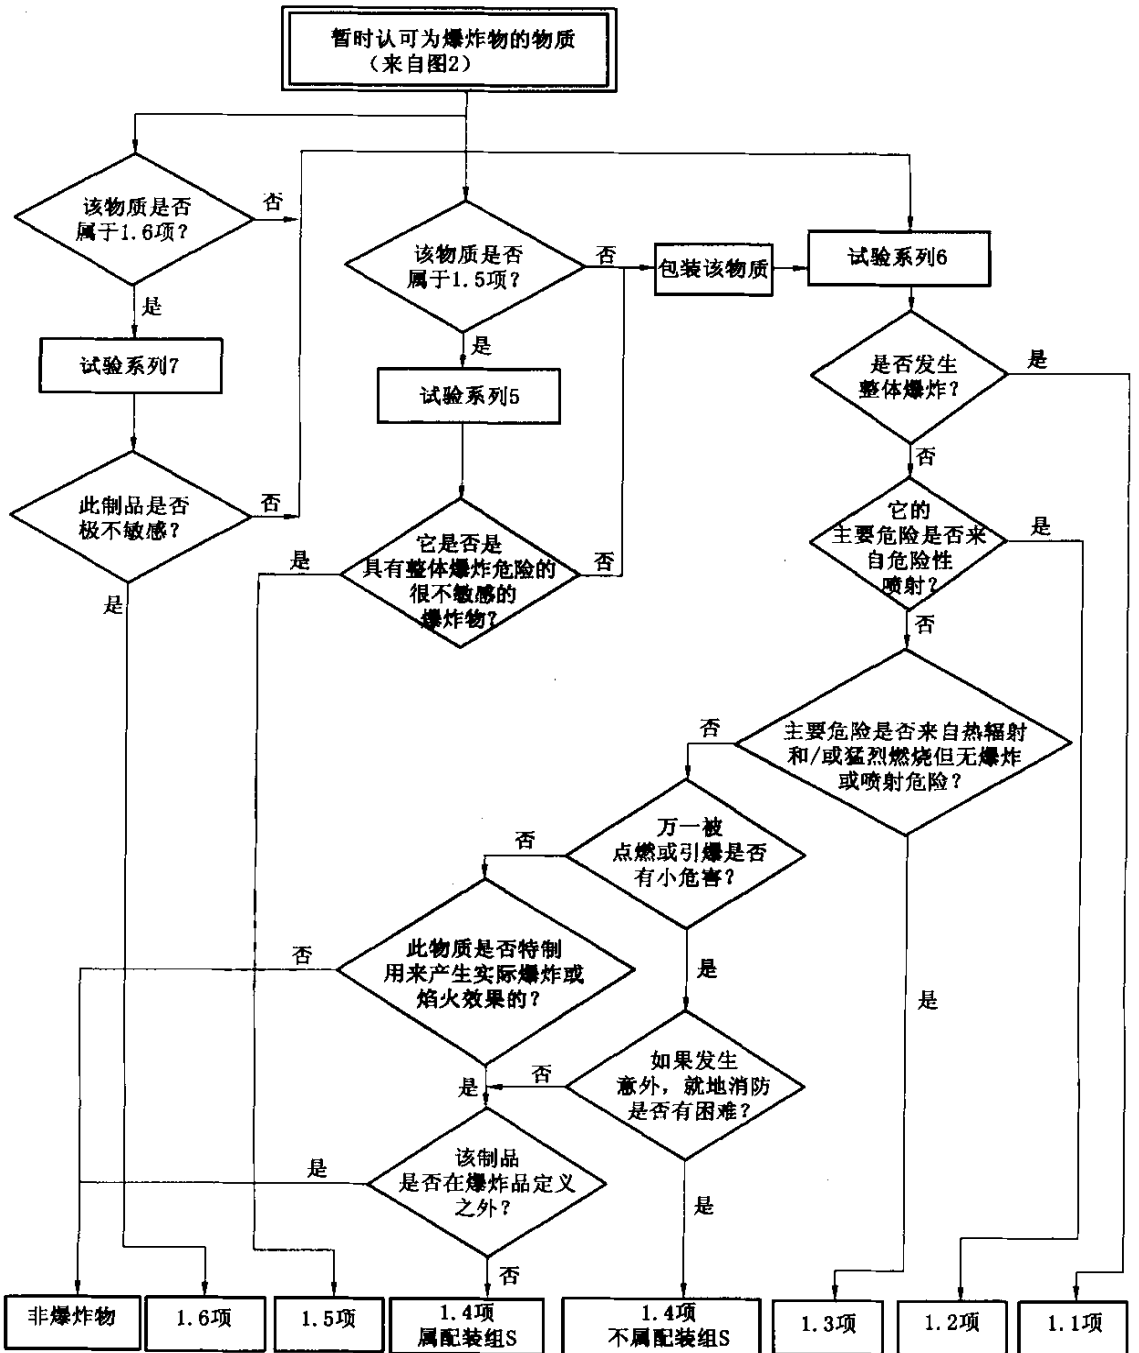 暂时认可为爆炸物的物质
（来自图2）
该物质是否
属于1.6项？
否
是
试验系列7
此制品是否
极不敏感？
否
是
该物质是否
属于1.5项？
否
是
试验系列5
它是否是
具有整体爆炸危险的
很不敏感的
爆炸物？
是
否
包装该物质
试验系列6
是否发生
整体爆炸？
是
否
它的
主要危险是否来
自危险性
喷射？
是
否
主要危险是否来自热辐射
和/或猛烈燃烧但无爆炸
或喷射危险？
否
是
万一被
点燃或引爆是否
有小危害？
否
是
此物质是否特制
用来产生实际爆炸或
焰火效果的？
否
是
如果发生
意外，就地消防
是否有困难？
否
是
该制品
是否在爆炸品定义
之外？
是
否
非爆炸物
1.6项
1.5项
1.4项
属配装组S
1.4项
不属配装组S
1.3项
1.2项
1.1项